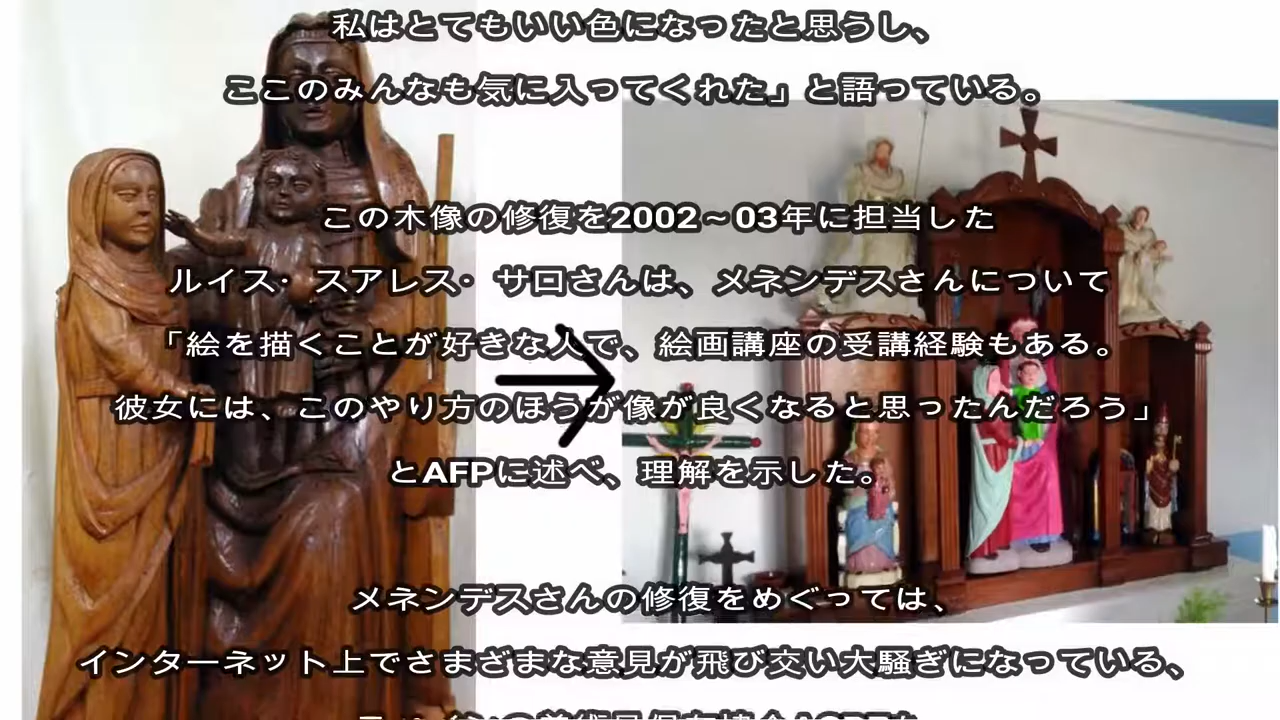 私はとてもいい色になったと思うし、
ここのみんなも気に入ってくれた」と語っている。
この木像の修復を2002～03年に担当した
ルイス・スアレス・サロさんは、メネンデスさんについて
「絵を描くことが好きな人で、絵画講座の受講経験もある。
彼女には、このやり方のほうが像が良くなると思ったんだろう」
とAFPに述べ、理解を示した。
メネンデスさんの修復をめぐっては、
インターネット上でさまざまな意見が飛び交い大騒ぎになっている、